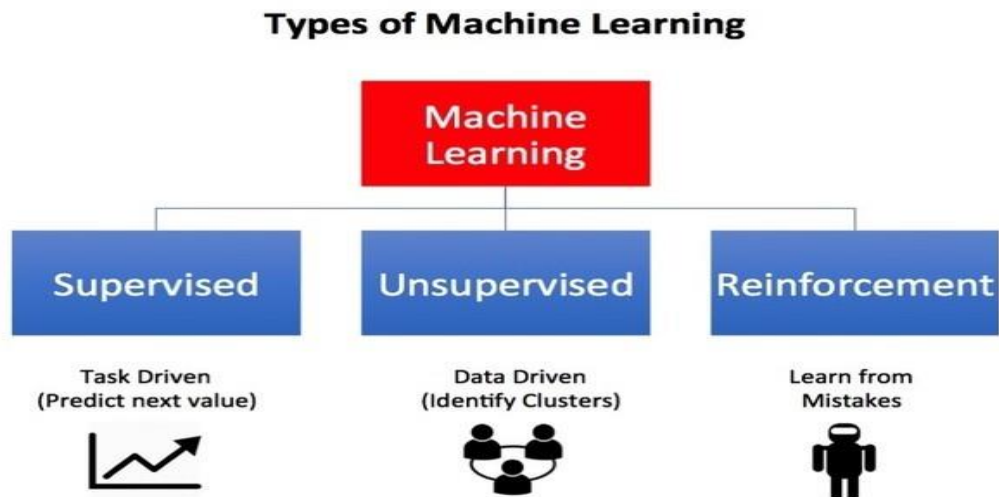 Types of Machine Learning
Machine
Learning
Supervised
Unsupervised
Reinforcement
Task Driven
(Predict next value)
Data Driven
(Identify Clusters)
Learn from
Mistakes